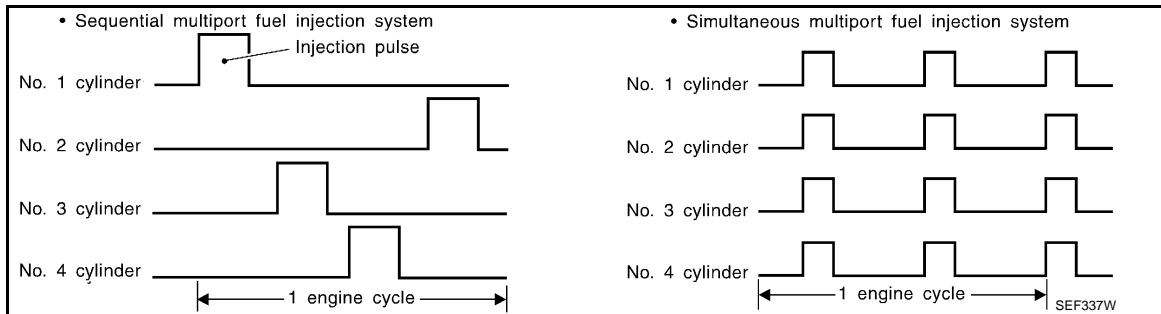 • Sequential multiport fuel injection system
Injection pulse
No. 1 cylinder
No. 2 cylinder
No. 3 cylinder
No. 4 cylinder
1 engine cycle
• Simultaneous multiport fuel injection system
No. 1 cylinder
No. 2 cylinder
No. 3 cylinder
No. 4 cylinder
1 engine cycle
SEF337W